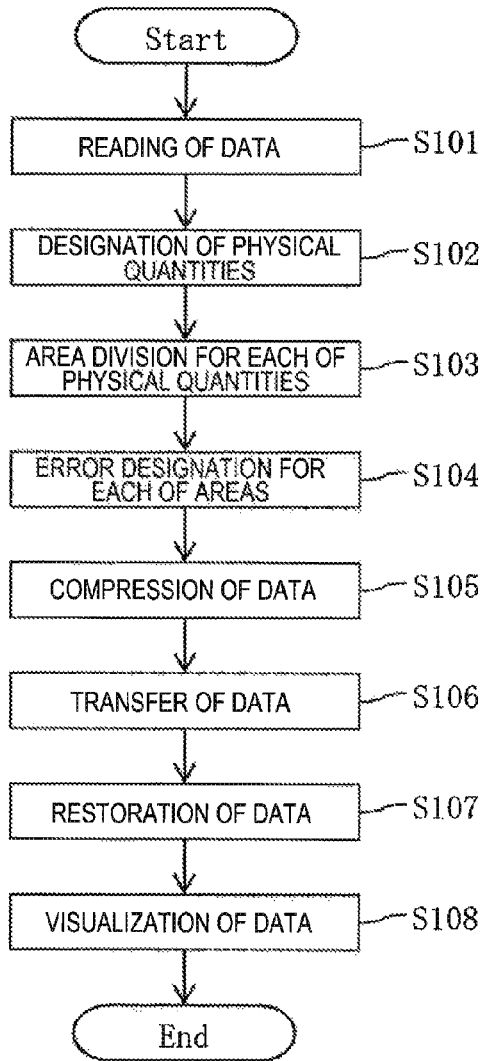 Start
READING OF DATA
S101
DESIGNATION OF PHYSICAL
QUANTITIES
S102
AREA DIVISION FOR EACH OF
PHYSICAL QUANTITIES
S103
ERROR DESIGNATION FOR
EACH OF AREAS
S104
COMPRESSION OF DATA
S105
TRANSFER OF DATA
S106
RESTORATION OF DATA
S107
VISUALIZATION OF DATA
S108
End